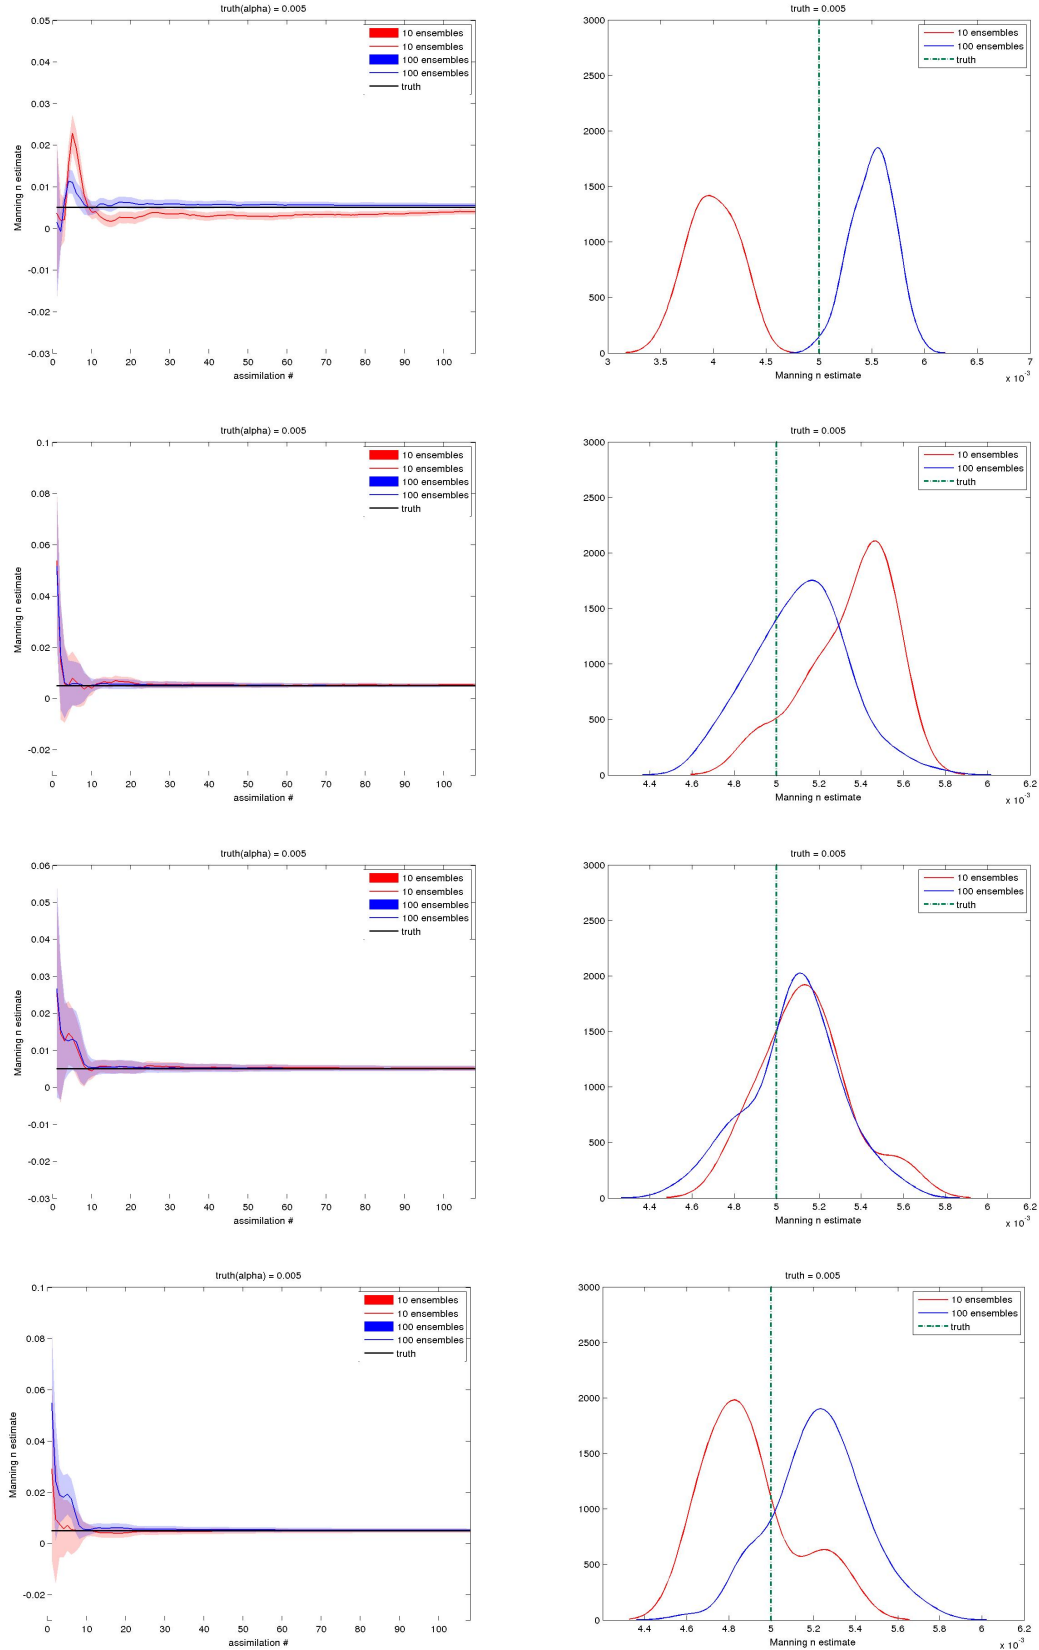 truth(alpha) = 0.005
0.05
0.04
0.03
0.02
0.01
0
-0.01
-0.02
-0.03
Manning n estimate
0 10 20 30 40 50 60 70 80 90 100
assimilation #
10 ensembles
10 ensembles
100 ensembles
100 ensembles
truth
truth = 0.005
3000
2500
2000
1500
1000
500
0
3 3.5 4 4.5 5 5.5 6 6.5 7
Manning n estimate
x 10^-3
10 ensembles
100 ensembles
truth
truth(alpha) = 0.005
0.1
0.08
0.06
0.04
0.02
0
-0.02
Manning n estimate
0 10 20 30 40 50 60 70 80 90 100
assimilation #
10 ensembles
10 ensembles
100 ensembles
100 ensembles
truth
truth = 0.005
3000
2500
2000
1500
1000
500
0
4.4 4.6 4.8 5 5.2 5.4 5.6 5.8 6 6.2
Manning n estimate
x 10^-3
10 ensembles
100 ensembles
truth
truth(alpha) = 0.005
0.06
0.05
0.04
0.03
0.02
0.01
0
-0.01
-0.02
-0.03
Manning n estimate
0 10 20 30 40 50 60 70 80 90 100
assimilation #
10 ensembles
10 ensembles
100 ensembles
100 ensembles
truth
truth = 0.005
3000
2500
2000
1500
1000
500
0
4.4 4.6 4.8 5 5.2 5.4 5.6 5.8 6 6.2
Manning n estimate
x 10^-3
10 ensembles
100 ensembles
truth
truth(alpha) = 0.005
0.1
0.08
0.06
0.04
0.02
0
-0.02
Manning n estimate
0 10 20 30 40 50 60 70 80 90 100
assimilation #
10 ensembles
10 ensembles
100 ensembles
100 ensembles
truth
truth = 0.005
3000
2500
2000
1500
1000
500
0
4.4 4.6 4.8 5 5.2 5.4 5.6 5.8 6 6.2
Manning n estimate
x 10^-3
10 ensembles
100 ensembles
truth